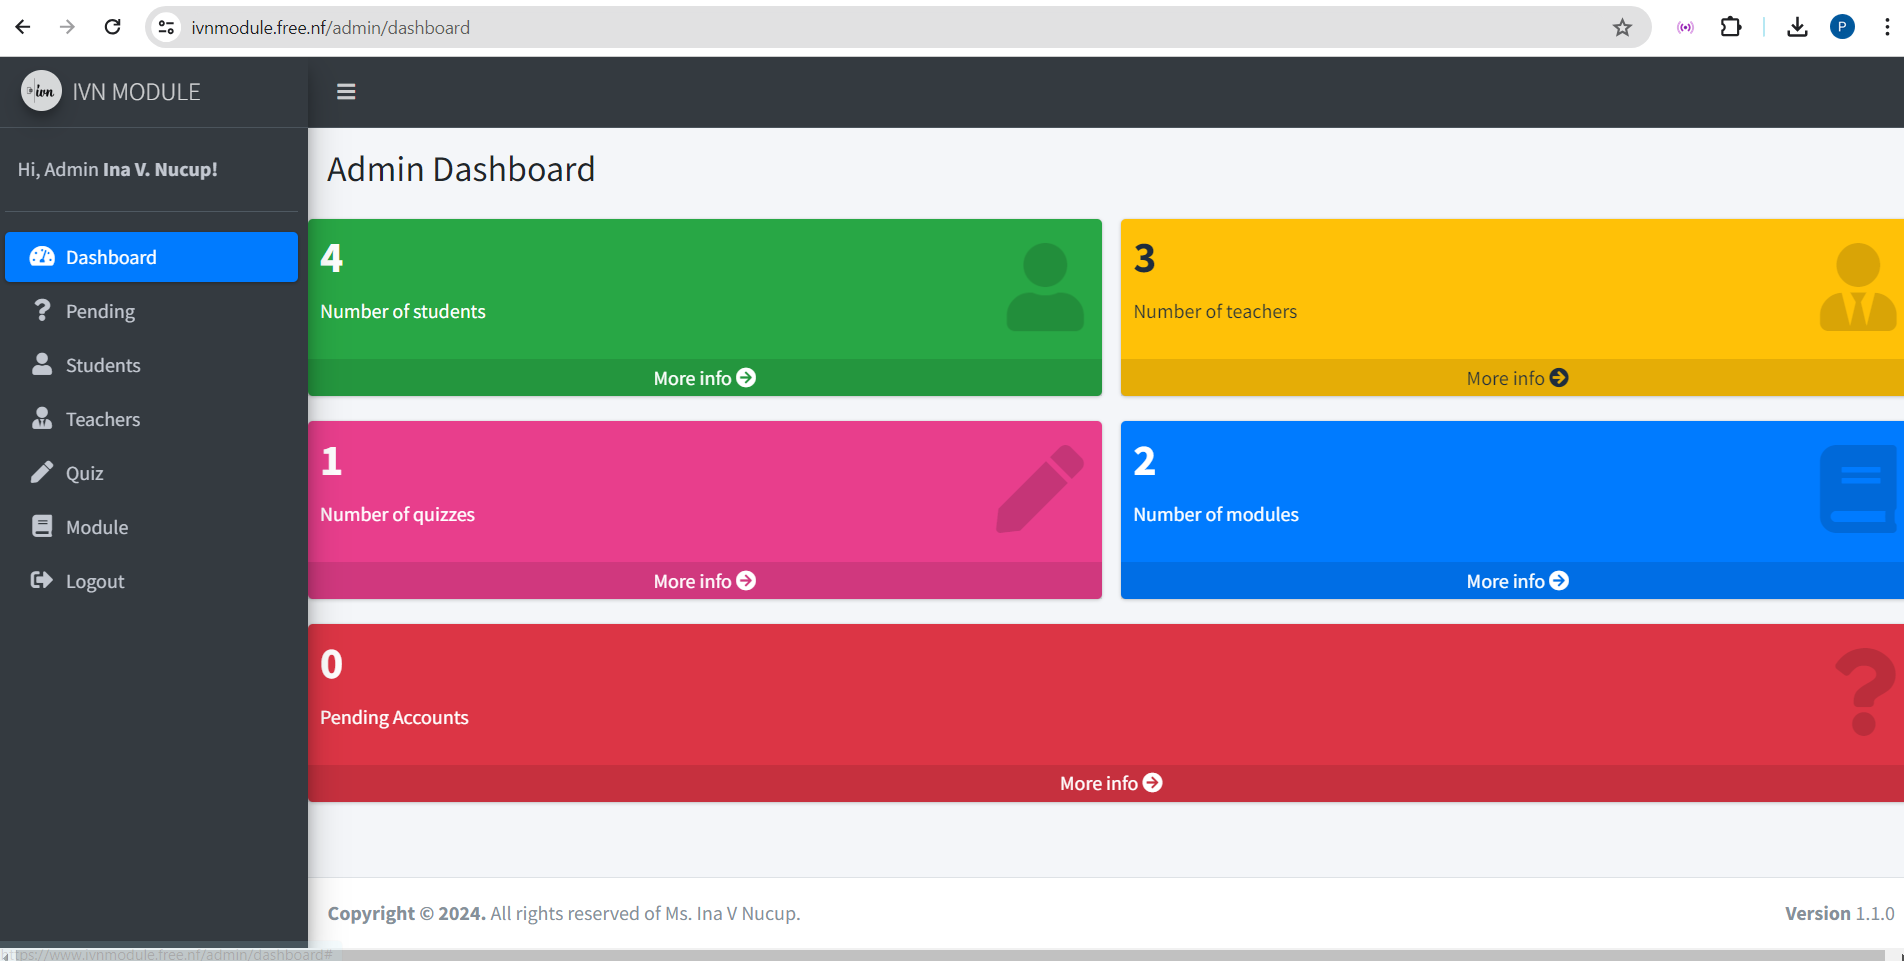 ivnmodule.free.nf/admin/dashboard
P
ivn
IVN MODULE
Hi, Admin Ina V. Nucup!
Dashboard
Pending
Students
Teachers
Quiz
Module
Logout
Admin Dashboard
4
Number of students
More info
3
Number of teachers
More info
1
Number of quizzes
More info
2
Number of modules
More info
0
Pending Accounts
More info
Copyright © 2024. All rights reserved of Ms. Ina V Nucup.
Version 1.1.0
https://www.ivnmodule.free.nf/admin/dashboard#